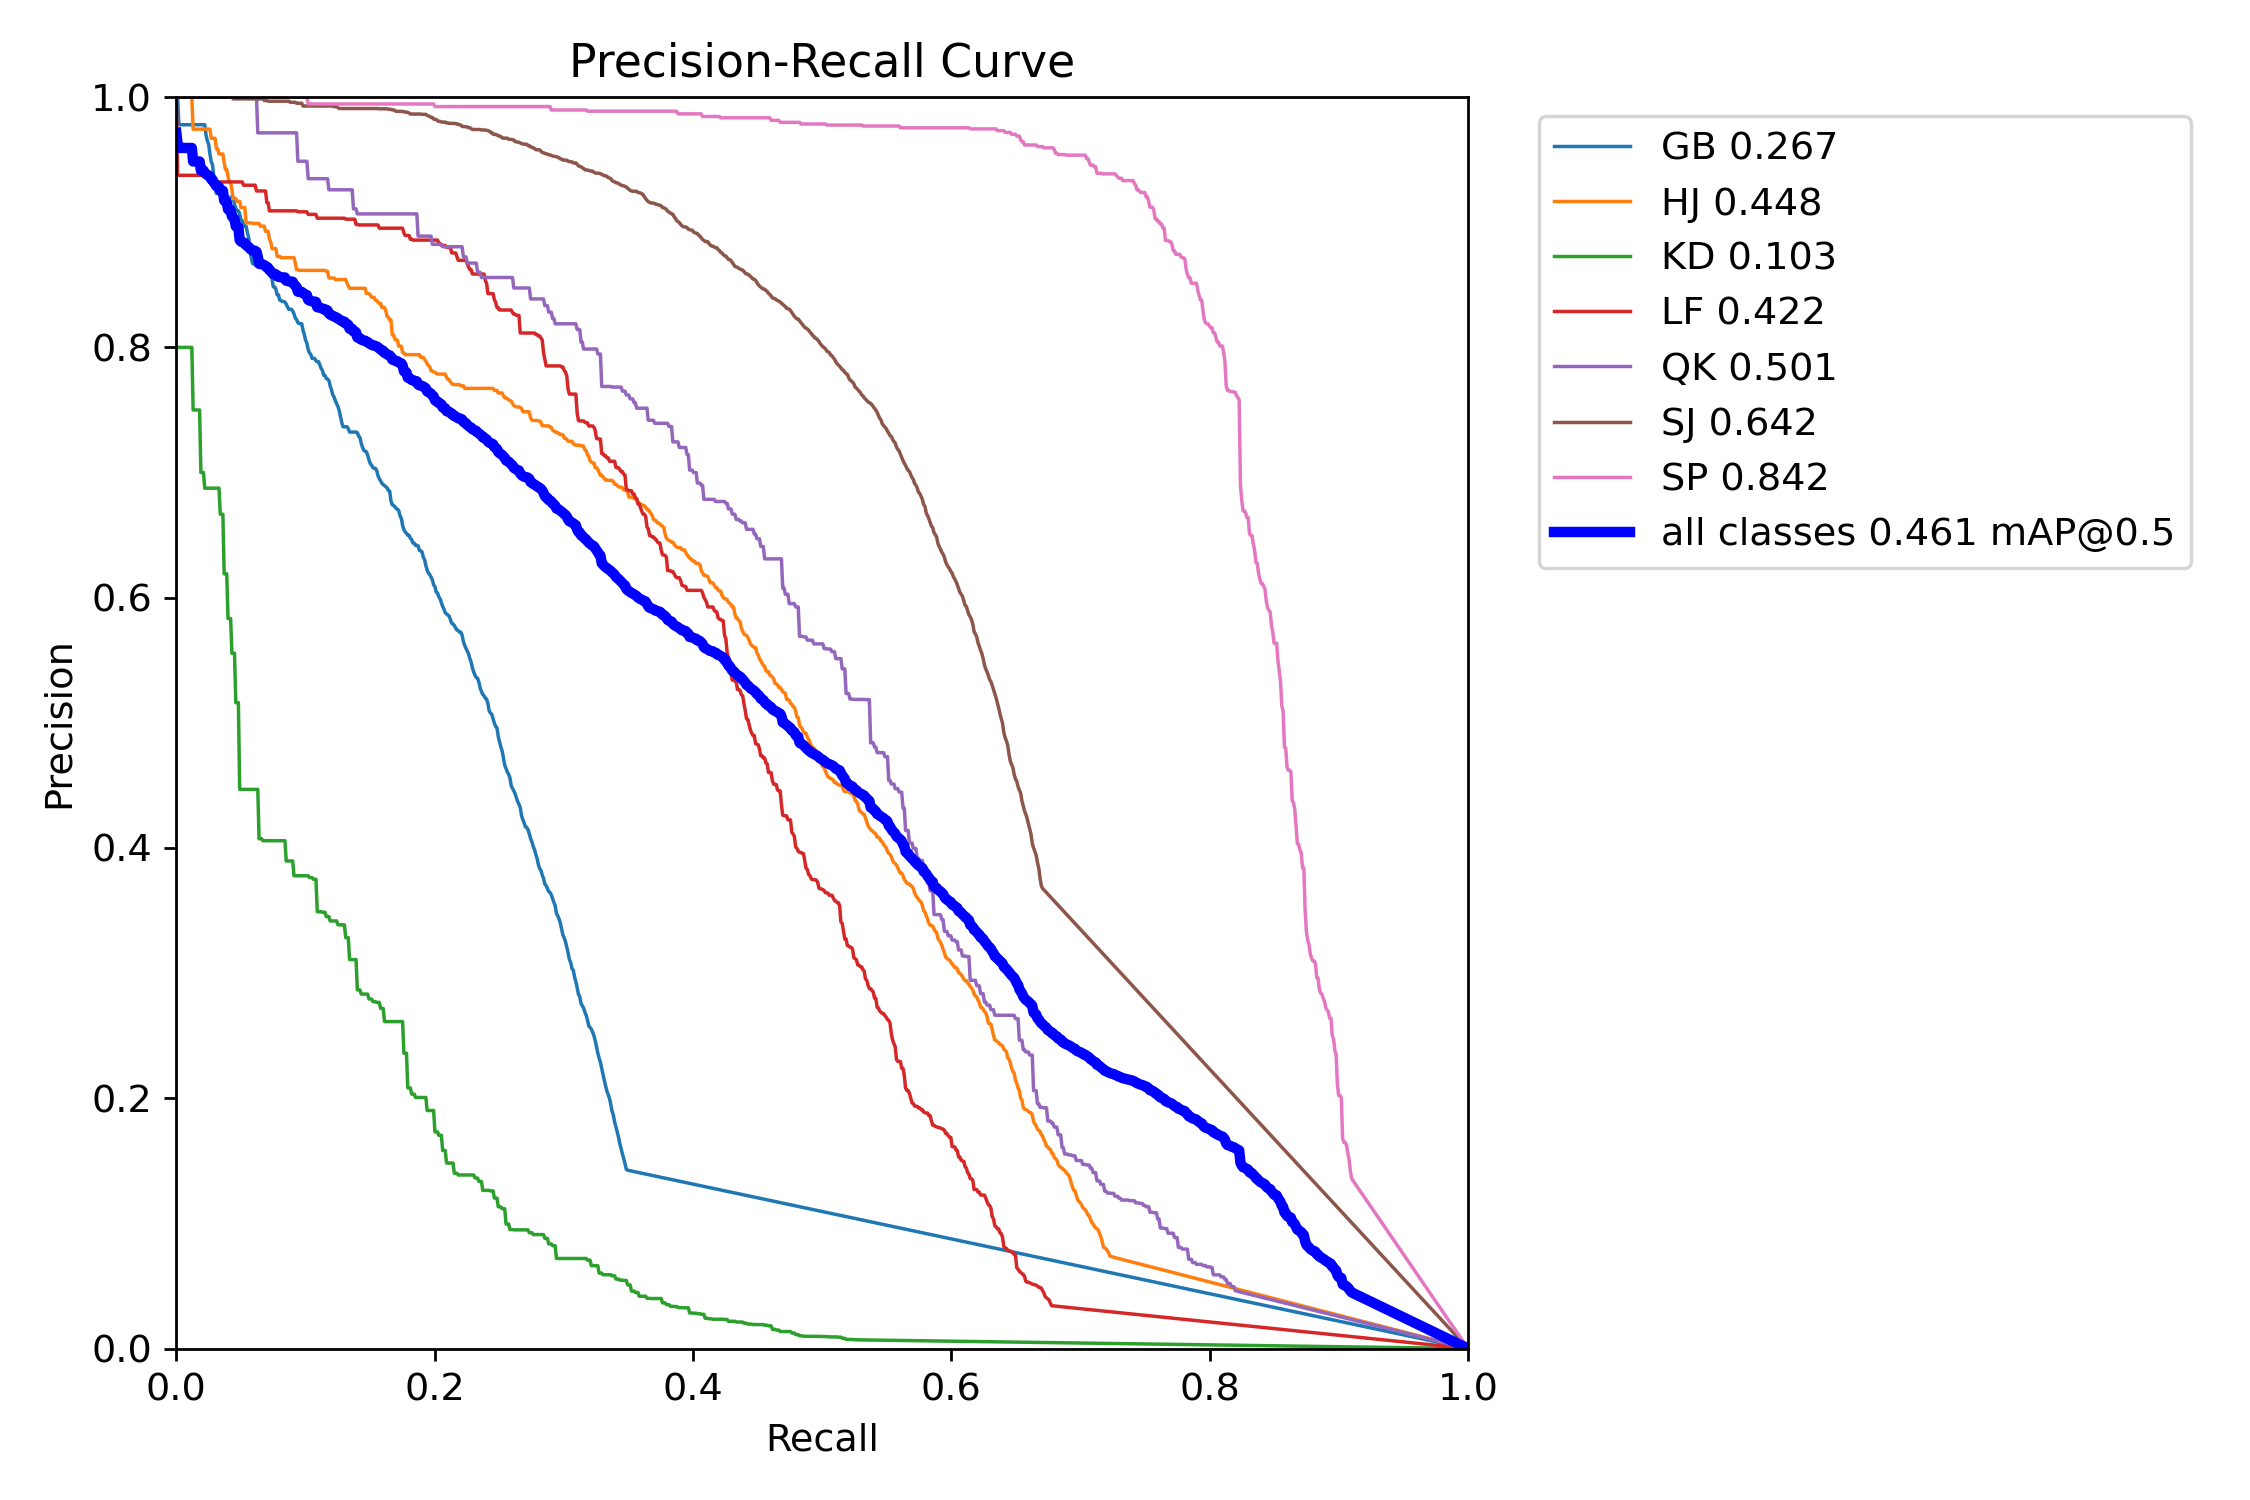 Precision-Recall Curve
1.0
0.8
0.6
0.4
0.2
0.0
Precision
0.0 0.2 0.4 0.6 0.8 1.0
Recall
GB 0.267
HJ 0.448
KD 0.103
LF 0.422
QK 0.501
SJ 0.642
SP 0.842
all classes 0.461 mAP@0.5